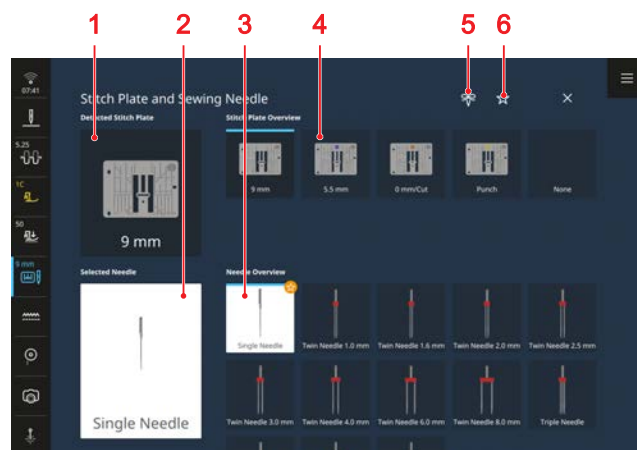 1 2 3 4 5 6
07:41
Stitch Plate and Sewing Needle
Detected Stitch Plate
Stitch Plate Overview
5.25
1C
50
9 mm
9 mm
9 mm
5.5 mm
0 mm/Cut
Punch
None
Selected Needle
Needle Overview
Single Needle
Single Needle
Twin Needle 1.0 mm
Twin Needle 1.6 mm
Twin Needle 2.0 mm
Twin Needle 2.5 mm
Twin Needle 3.0 mm
Twin Needle 4.0 mm
Twin Needle 6.0 mm
Twin Needle 8.0 mm
Triple Needle